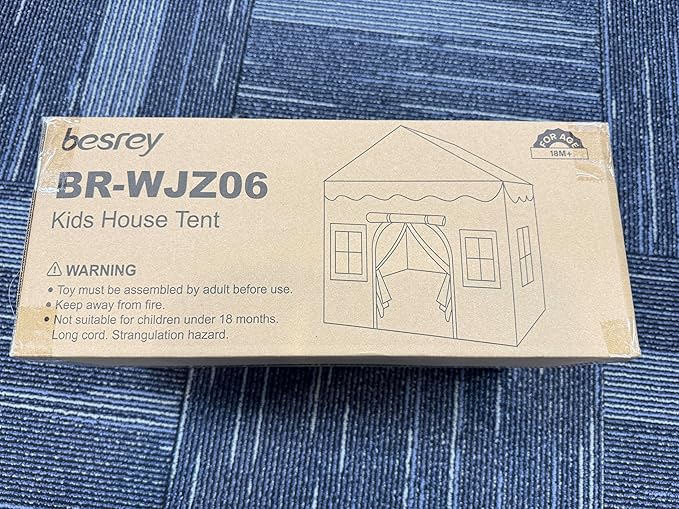 besrey
FOR AGE
18M+
BR-WJZ06
Kids House Tent
WARNING
• Toy must be assembled by adult before use.
• Keep away from fire.
• Not suitable for children under 18 months.
Long cord. Strangulation hazard.